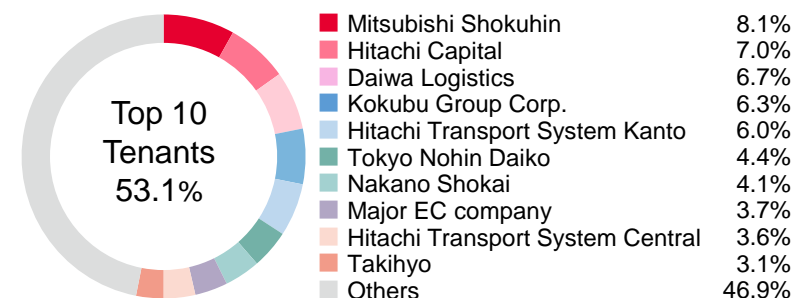 Top 10
Tenants
53.1%
Mitsubishi Shokuhin 8.1%
Hitachi Capital 7.0%
Daiwa Logistics 6.7%
Kokubu Group Corp. 6.3%
Hitachi Transport System Kanto 6.0%
Tokyo Nohin Daiko 4.4%
Nakano Shokai 4.1%
Major EC company 3.7%
Hitachi Transport System Central 3.6%
Takihyo 3.1%
Others 46.9%